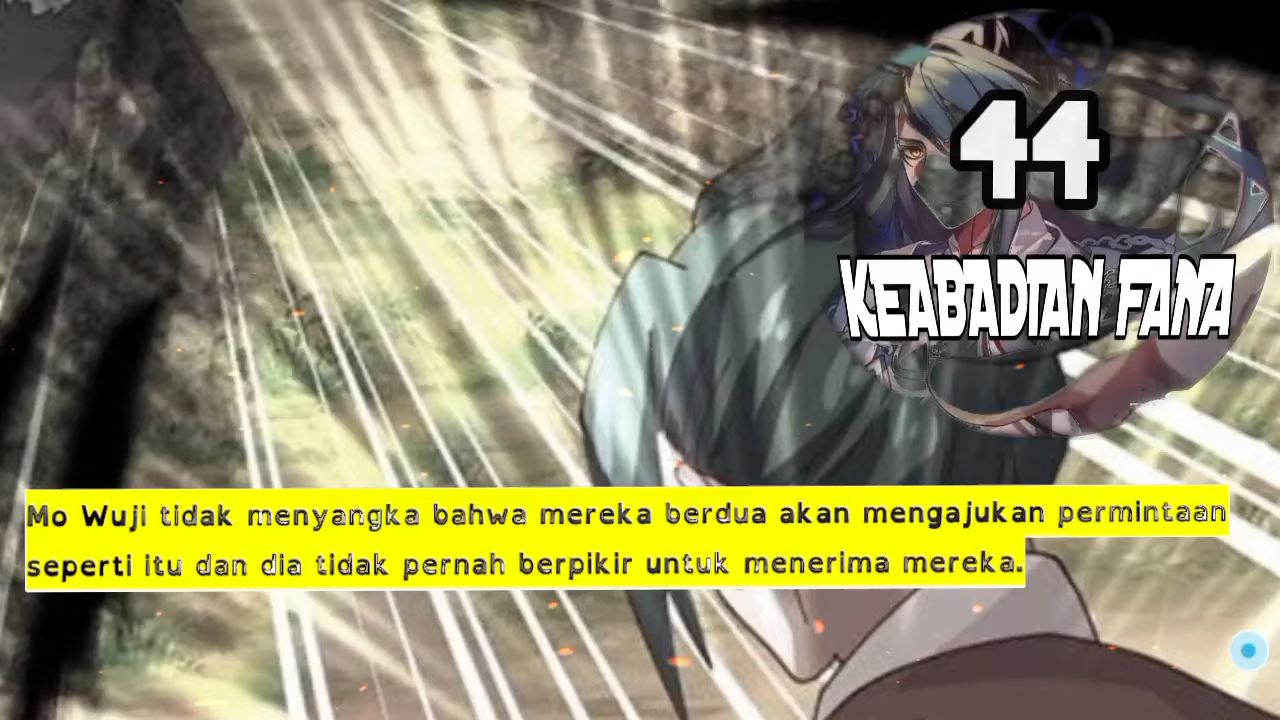 44
KEABADIAN FANA
Mo Wuji tidak menyangka bahwa mereka berdua akan mengajukan permintaan
seperti itu dan dia tidak pernah berpikir untuk menerima mereka.